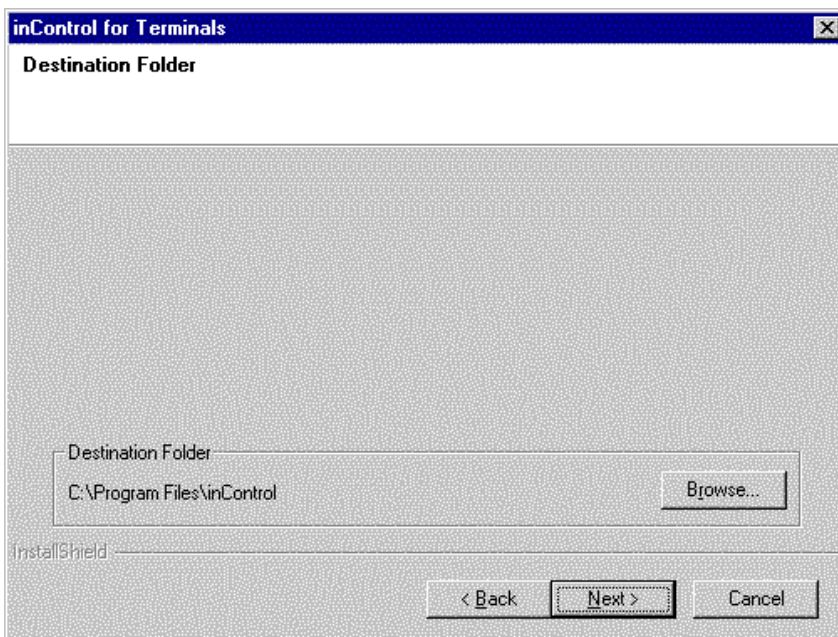 inControl for Terminals
Destination Folder
Destination Folder
C:\Program Files\inControl
Browse...
InstallShield
< Back
Next >
Cancel